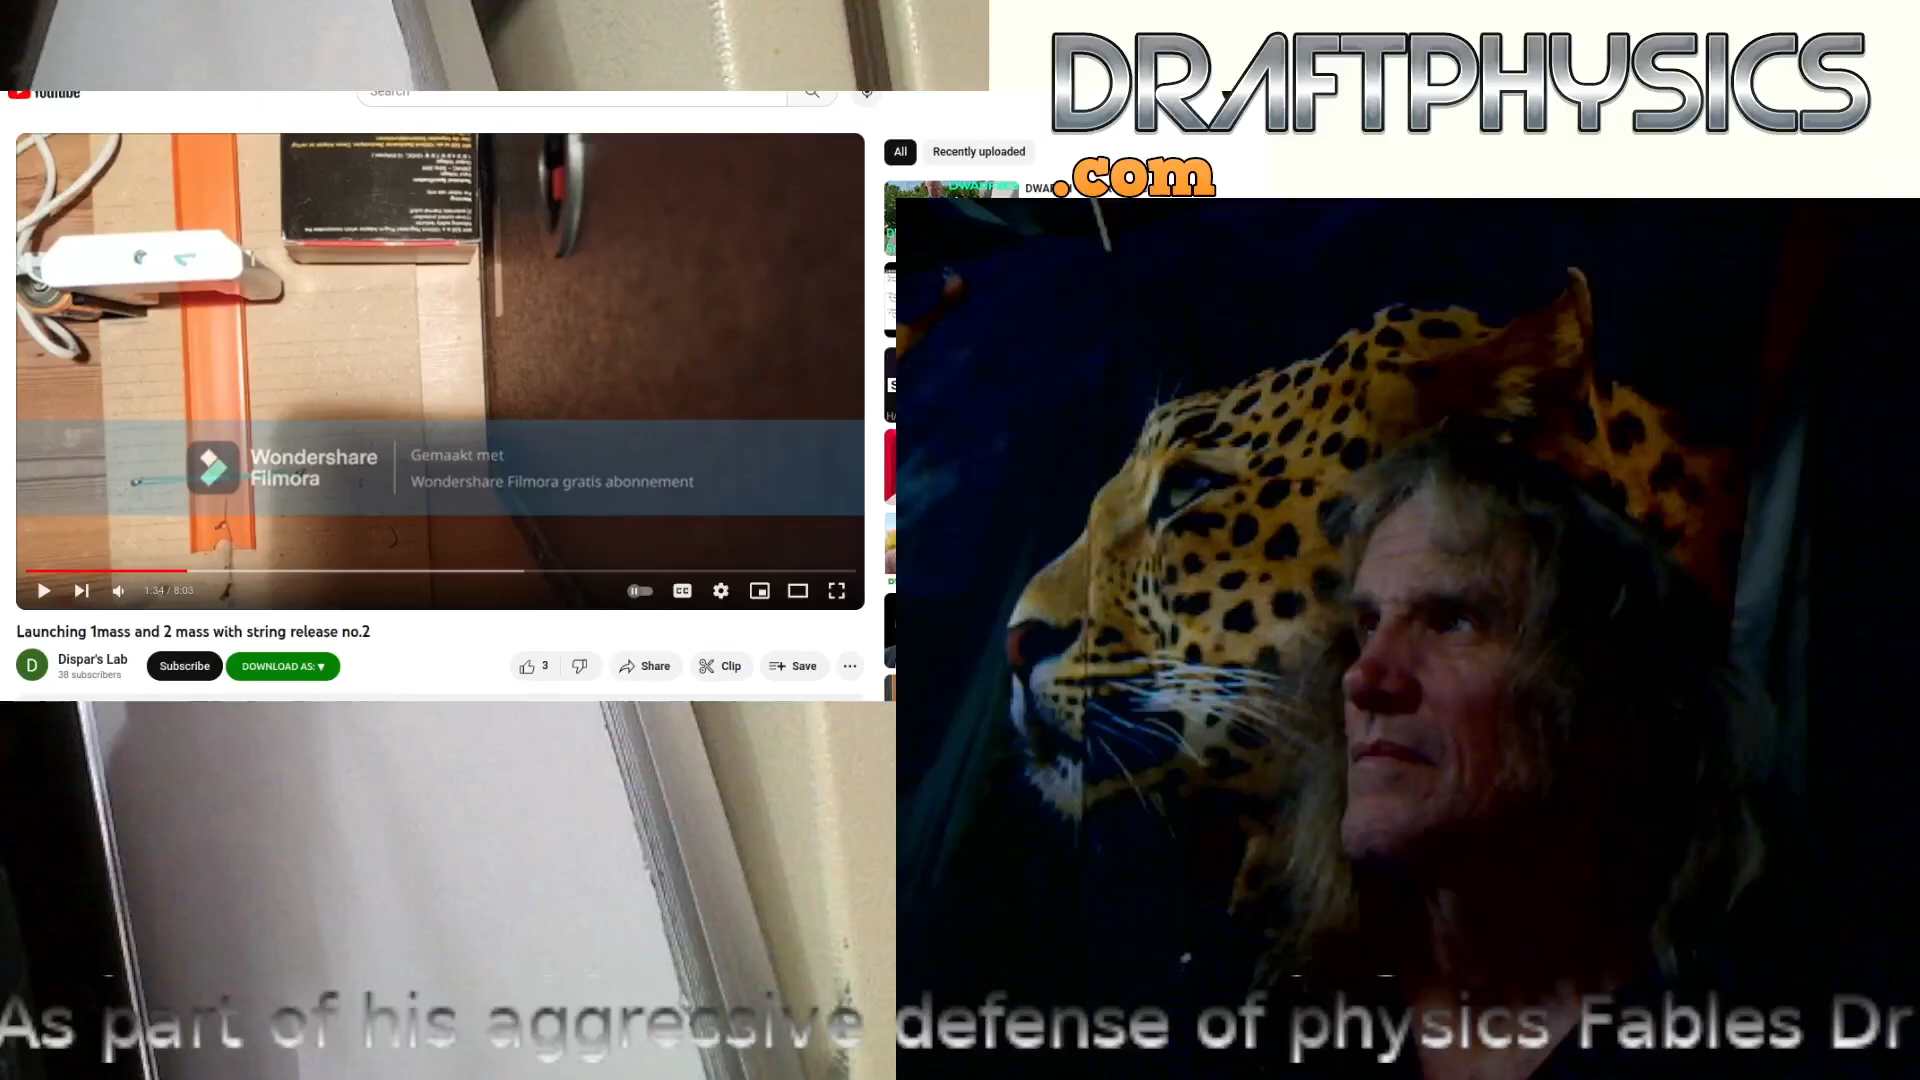 DRAFTPHYSICS
.com
YouTube
Search
All
Recently uploaded
Wondershare
Filmora
Gemaakt met
Wondershare Filmora gratis abonnement
1:34 / 8:03
CC
Launching 1mass and 2 mass with string release no.2
D
Dispar's Lab
38 subscribers
Subscribe
DOWNLOAD AS: ▼
3
Share
Clip
Save
As part of his aggressive defense of physics Fables Dr